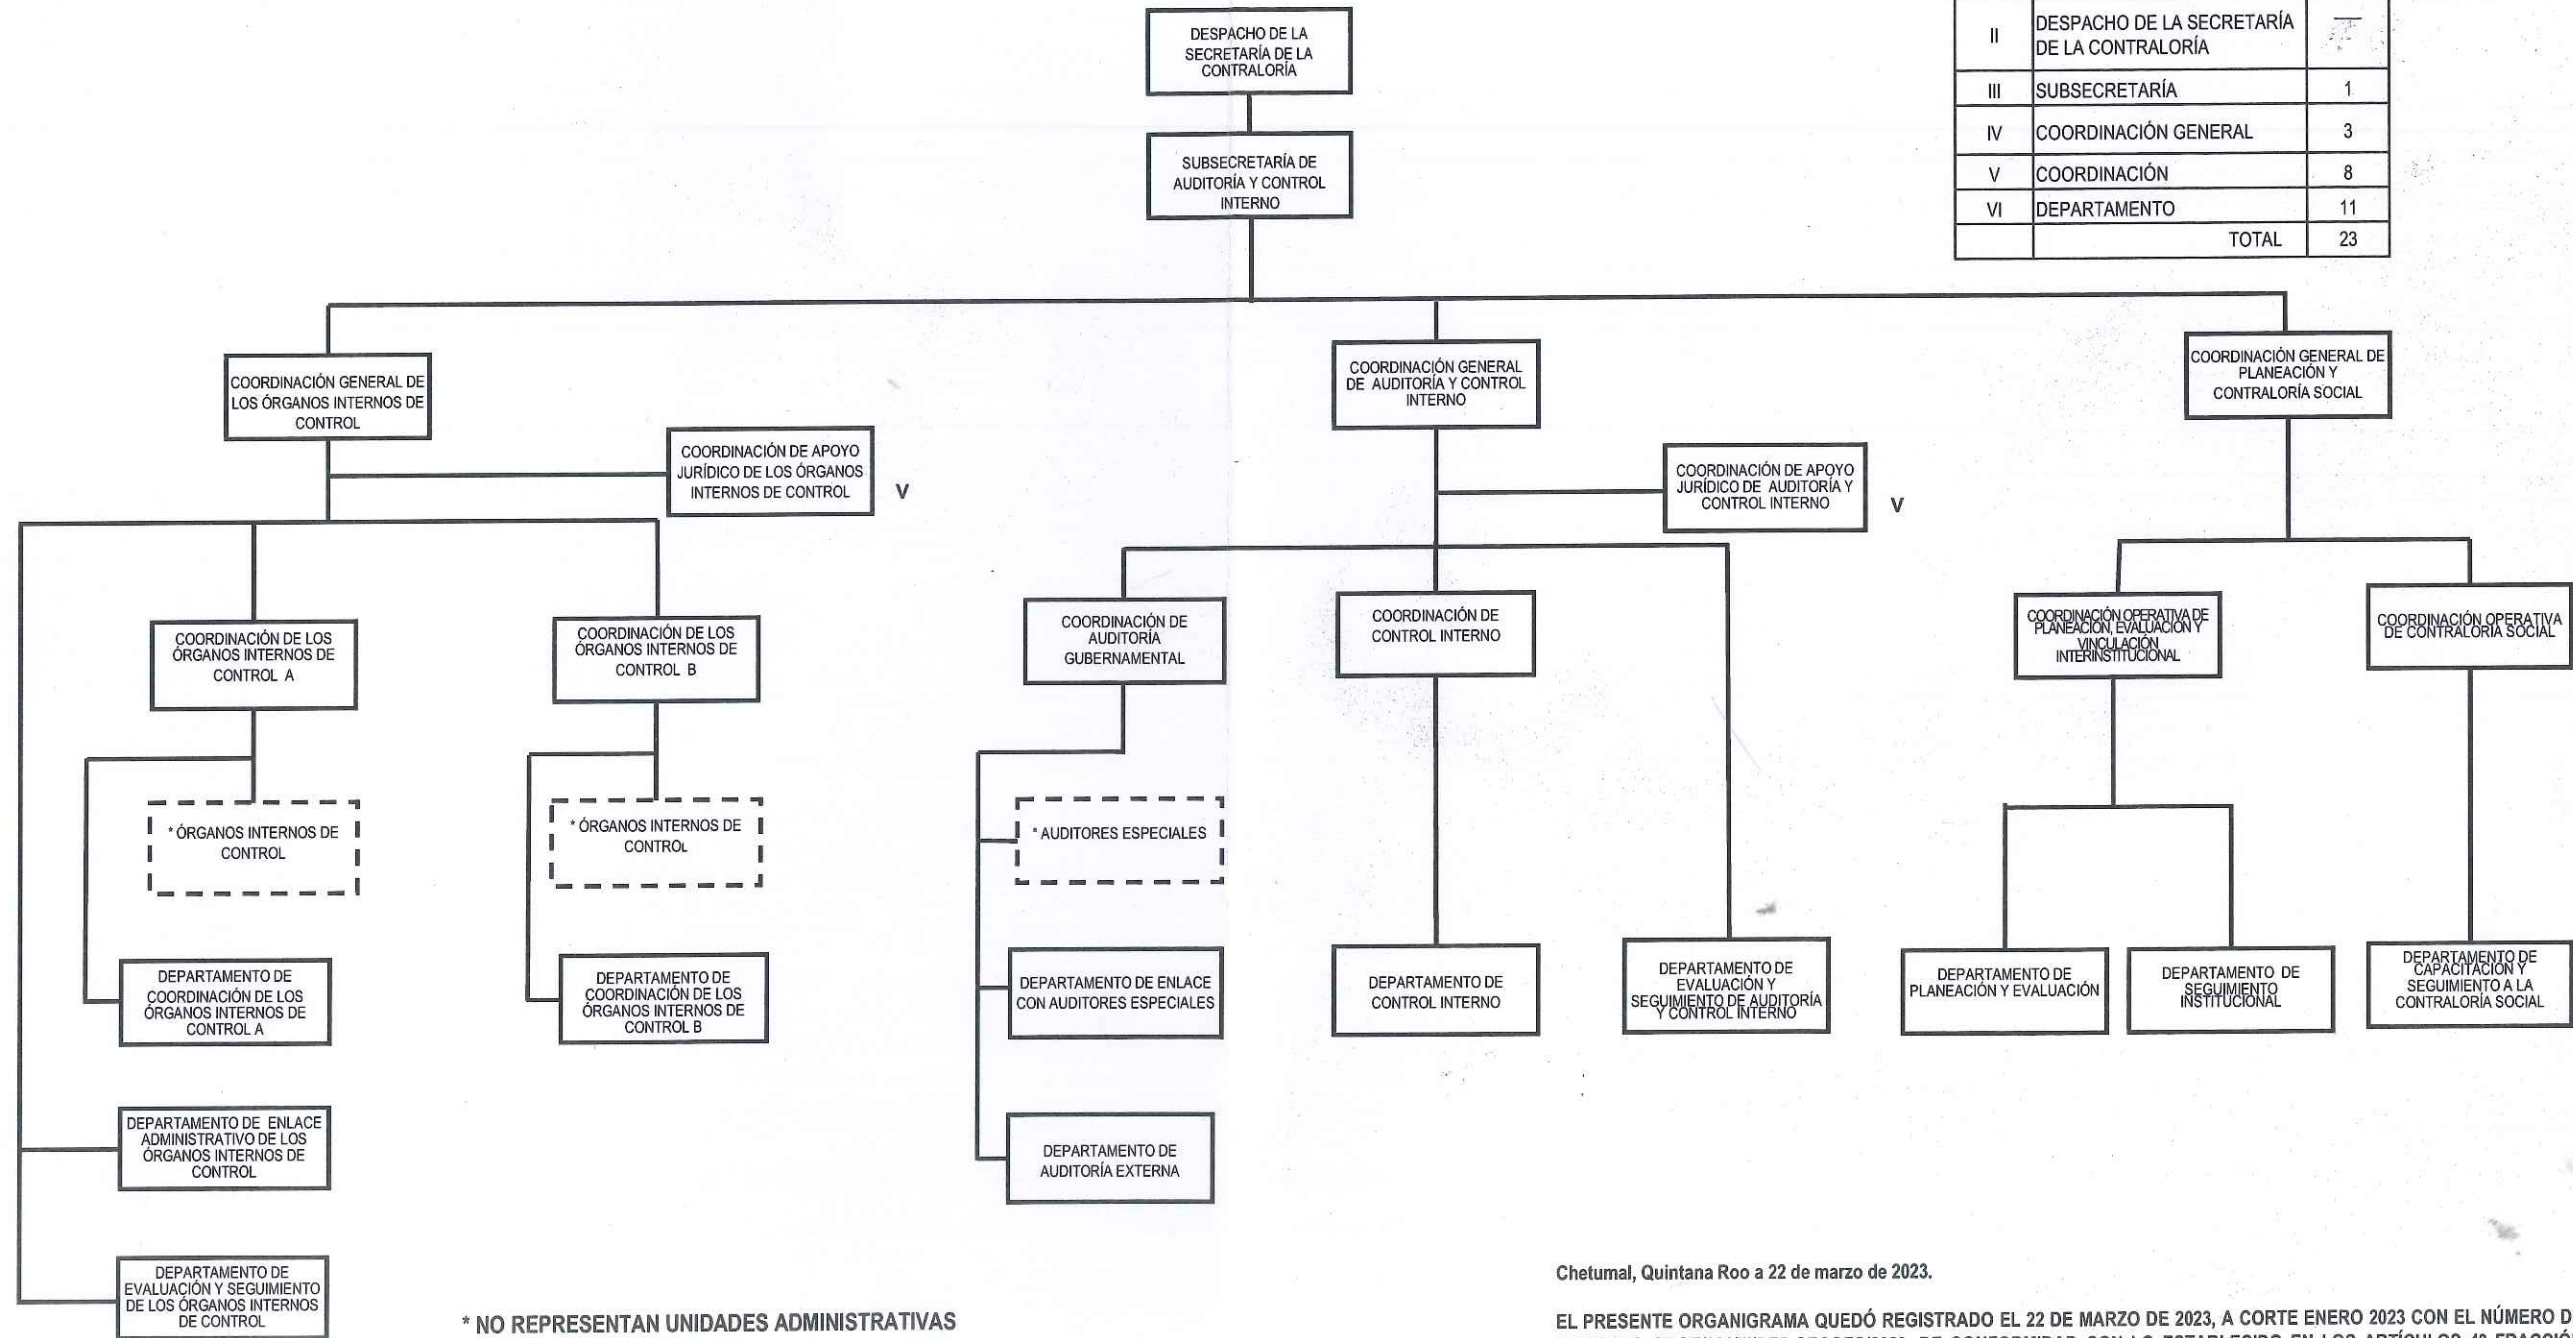 DESPACHO DE LA
SECRETARÍA DE LA
CONTRALORÍA
SUBSECRETARÍA DE
AUDITORÍA Y CONTROL
INTERNO
II
DESPACHO DE LA SECRETARÍA
DE LA CONTRALORÍA
—
III SUBSECRETARÍA 1
IV COORDINACIÓN GENERAL 3
V COORDINACIÓN 8
VI DEPARTAMENTO 11
TOTAL 23
COORDINACIÓN GENERAL DE
LOS ÓRGANOS INTERNOS DE
CONTROL
COORDINACIÓN GENERAL
DE AUDITORÍA Y CONTROL
INTERNO
COORDINACIÓN GENERAL DE
PLANEACIÓN Y
CONTRALORÍA SOCIAL
COORDINACIÓN DE APOYO
JURÍDICO DE LOS ÓRGANOS
INTERNOS DE CONTROL
V
COORDINACIÓN DE APOYO
JURÍDICO DE AUDITORÍA Y
CONTROL INTERNO
V
COORDINACIÓN DE LOS
ÓRGANOS INTERNOS DE
CONTROL A
COORDINACIÓN DE LOS
ÓRGANOS INTERNOS DE
CONTROL B
COORDINACIÓN DE
AUDITORÍA
GUBERNAMENTAL
COORDINACIÓN DE
CONTROL INTERNO
COORDINACIÓN OPERATIVA DE
PLANEACIÓN, EVALUACIÓN Y
VINCULACIÓN
INTERINSTITUCIONAL
COORDINACIÓN OPERATIVA
DE CONTRALORÍA SOCIAL
* ÓRGANOS INTERNOS DE
CONTROL
* ÓRGANOS INTERNOS DE
CONTROL
* AUDITORES ESPECIALES
DEPARTAMENTO DE
COORDINACIÓN DE LOS
ÓRGANOS INTERNOS DE
CONTROL A
DEPARTAMENTO DE
COORDINACIÓN DE LOS
ÓRGANOS INTERNOS DE
CONTROL B
DEPARTAMENTO DE ENLACE
CON AUDITORES ESPECIALES
DEPARTAMENTO DE
CONTROL INTERNO
DEPARTAMENTO DE
EVALUACIÓN Y
SEGUIMIENTO DE AUDITORÍA
Y CONTROL INTERNO
DEPARTAMENTO DE
PLANEACIÓN Y EVALUACIÓN
DEPARTAMENTO DE
SEGUIMIENTO
INSTITUCIONAL
DEPARTAMENTO DE
CAPACITACIÓN Y
SEGUIMIENTO A LA
CONTRALORÍA SOCIAL
DEPARTAMENTO DE ENLACE
ADMINISTRATIVO DE LOS
ÓRGANOS INTERNOS DE
CONTROL
DEPARTAMENTO DE
AUDITORÍA EXTERNA
DEPARTAMENTO DE
EVALUACIÓN Y SEGUIMIENTO
DE LOS ÓRGANOS INTERNOS
DE CONTROL
* NO REPRESENTAN UNIDADES ADMINISTRATIVAS
Chetumal, Quintana Roo a 22 de marzo de 2023.
EL PRESENTE ORGANIGRAMA QUEDÓ REGISTRADO EL 22 DE MARZO DE 2023, A CORTE ENERO 2023 CON EL NÚMERO D